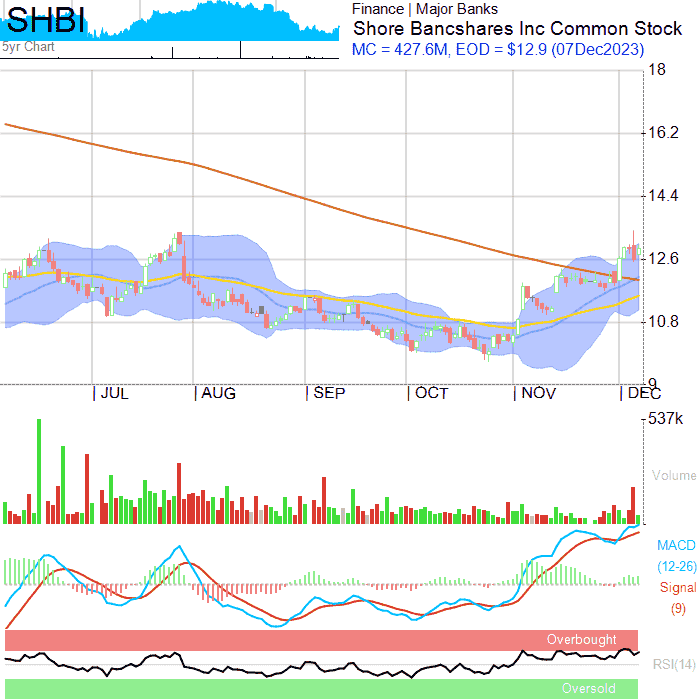 SHBI
5yr Chart
Finance | Major Banks
Shore Bancshares Inc Common Stock
MC = 427.6M, EOD = $12.9 (07Dec2023)
18
16.2
14.4
12.6
10.8
9
JUL AUG SEP OCT NOV DEC
537k
Volume
MACD
(12-26)
Signal
(9)
Overbought
RSI(14)
Oversold